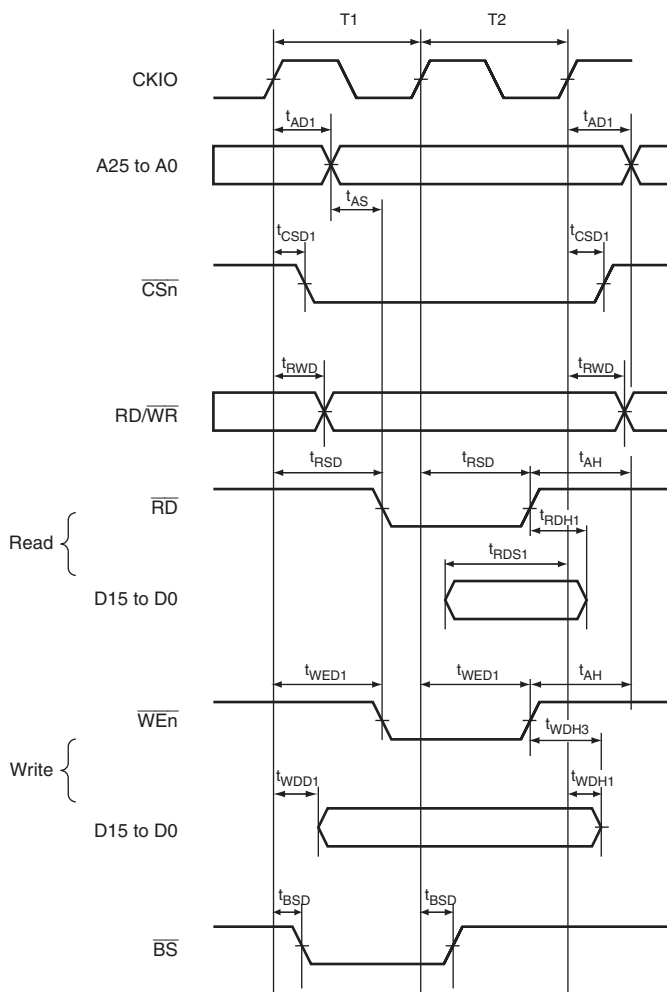 T1 T2
CKIO
tAD1 tAD1
A25 to A0
tAS
tCSD1 tCSD1
CSn
tRWD tRWD
RD/WR
tRSD tRSD tAH
RD
tRDH1
Read
tRDS1
D15 to D0
tWED1 tWED1 tAH
WEn
tWDH3
Write
tWDD1 tWDH1
D15 to D0
tBSD tBSD
BS